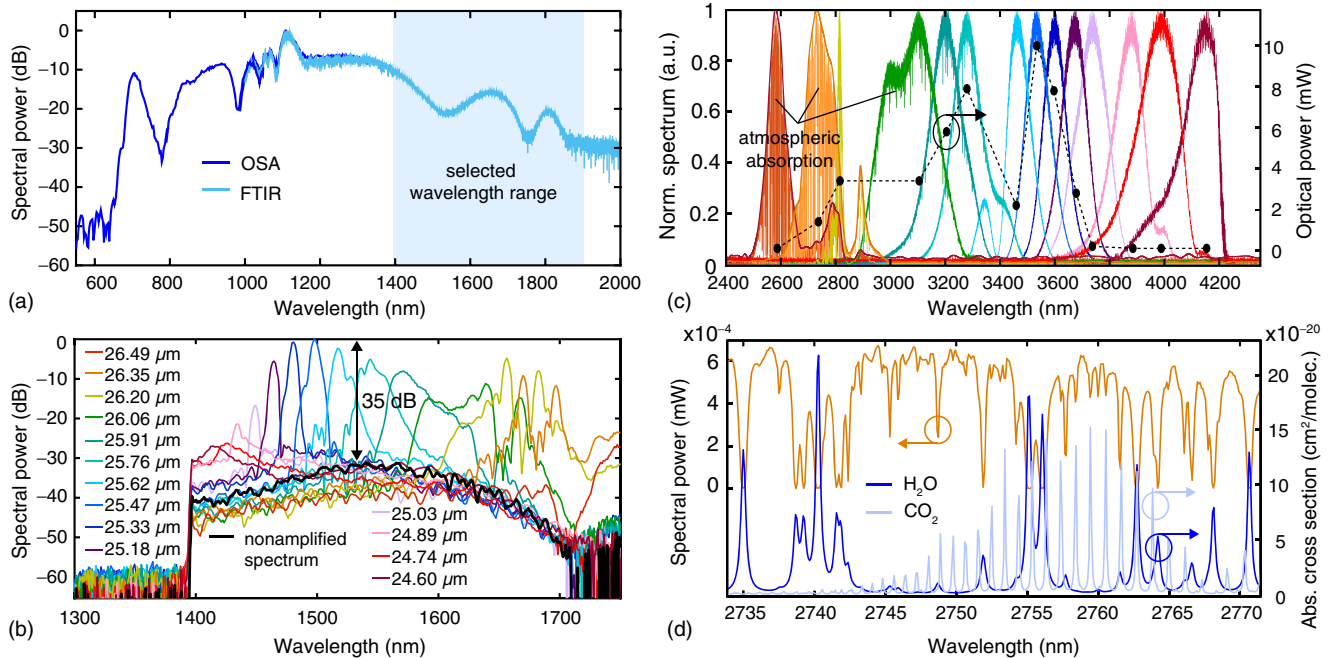 0
−10
−20
−30
−40
−50
−60
Spectral power (dB)
OSA
FTIR
selected
wavelength range
600 800 1000 1200 1400 1600 1800 2000
Wavelength (nm)
(a)
1
0.8
0.6
0.4
0.2
0
Norm. spectrum (a.u.)
atmospheric
absorption
10
8
6
4
2
0
Optical power (mW)
2400 2600 2800 3000 3200 3400 3600 3800 4000 4200
Wavelength (nm)
(c)
0
−10
−20
−30
−40
−50
−60
Spectral power (dB)
26.49 µm
26.35 µm
26.20 µm
26.06 µm
25.91 µm
25.76 µm
25.62 µm
25.47 µm
25.33 µm
25.18 µm
35 dB
nonamplified
spectrum
25.03 µm
24.89 µm
24.74 µm
24.60 µm
1300 1400 1500 1600 1700
Wavelength (nm)
(b)
x10⁻⁴
6
4
2
0
Spectral power (mW)
H₂O
CO₂
x10⁻²⁰
20
15
10
5
0
Abs. cross section (cm²/molec.)
2735 2740 2745 2750 2755 2760 2765 2770
Wavelength (nm)
(d)